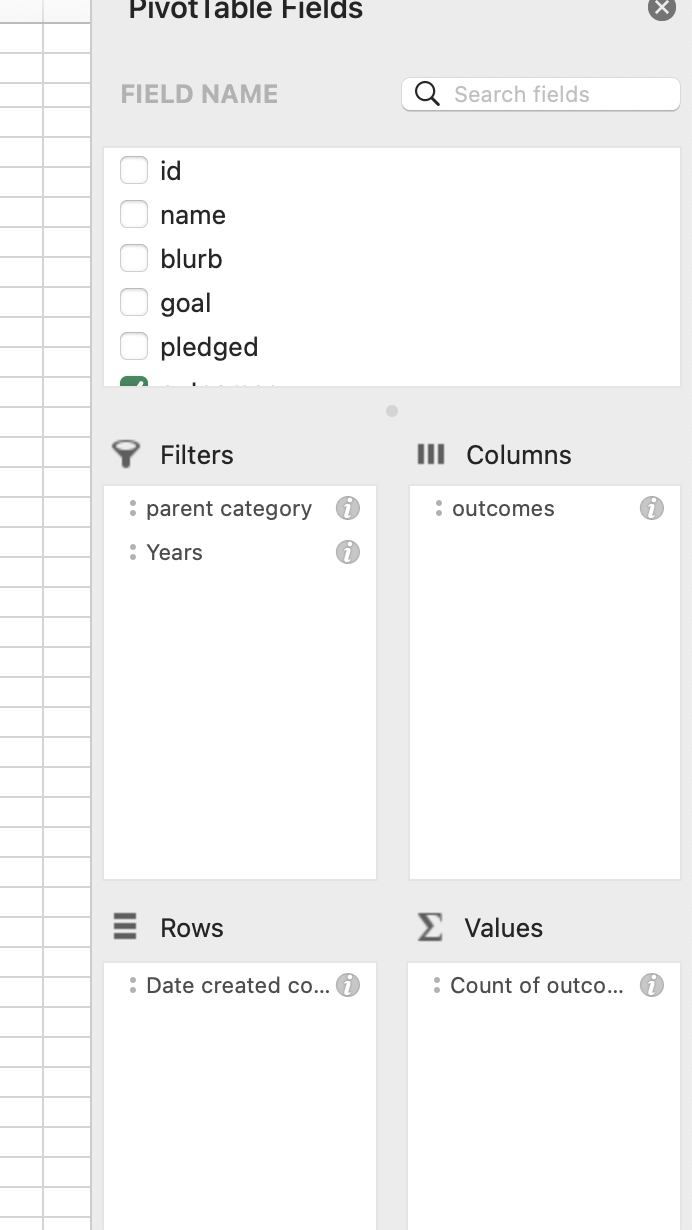 PivotTable Fields
FIELD NAME
Search fields
id
name
blurb
goal
pledged
Filters
Columns
parent category
outcomes
Years
Rows
Values
Date created co...
Count of outco...